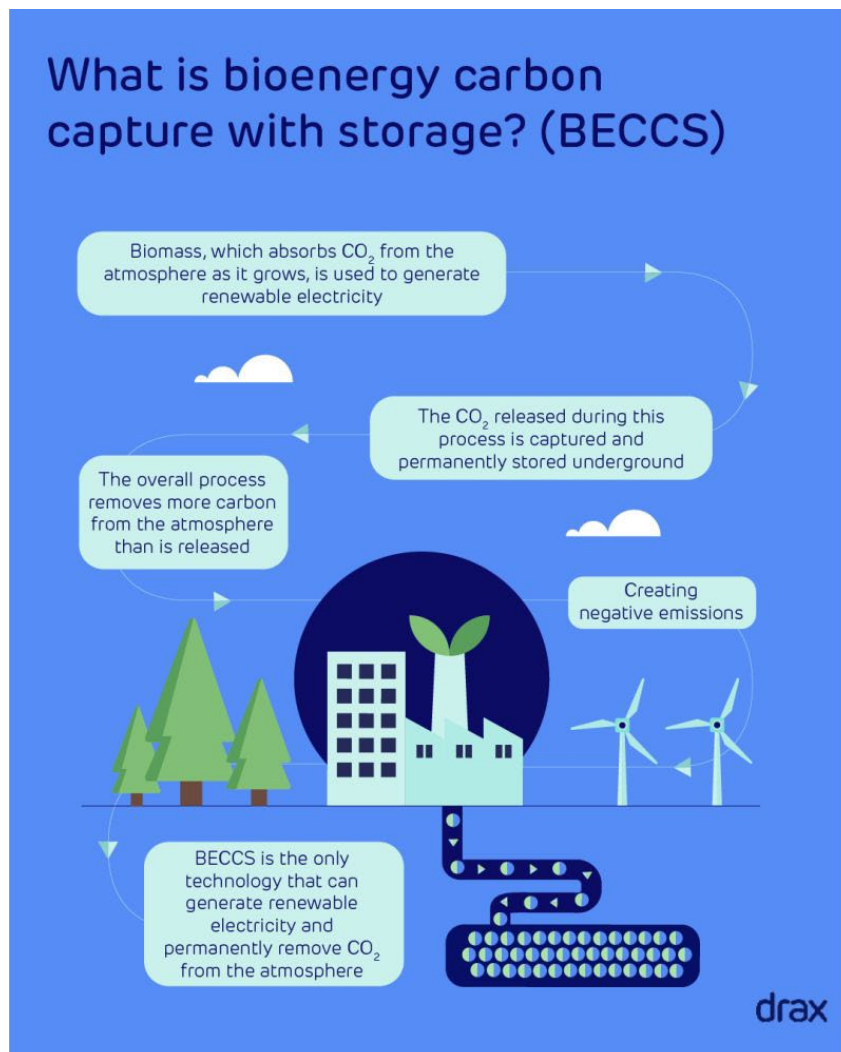 What is bioenergy carbon
capture with storage? (BECCS)
Biomass, which absorbs CO₂ from the
atmosphere as it grows, is used to generate
renewable electricity
The CO₂ released during this
process is captured and
permanently stored underground
The overall process
removes more carbon
from the atmosphere
than is released
Creating
negative emissions
BECCS is the only
technology that can
generate renewable
electricity and
permanently remove CO₂
from the atmosphere
drax